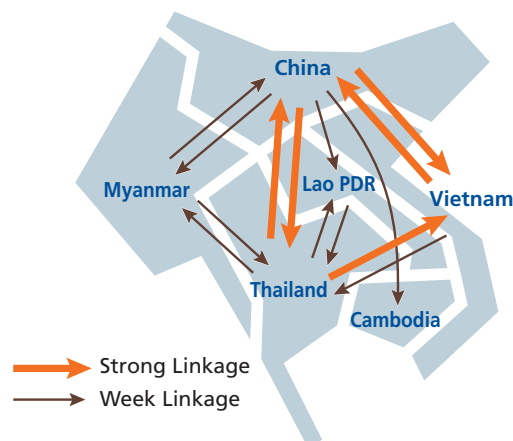 China
Lao PDR
Myanmar
Vietnam
Thailand
Cambodia
Strong Linkage
Week Linkage